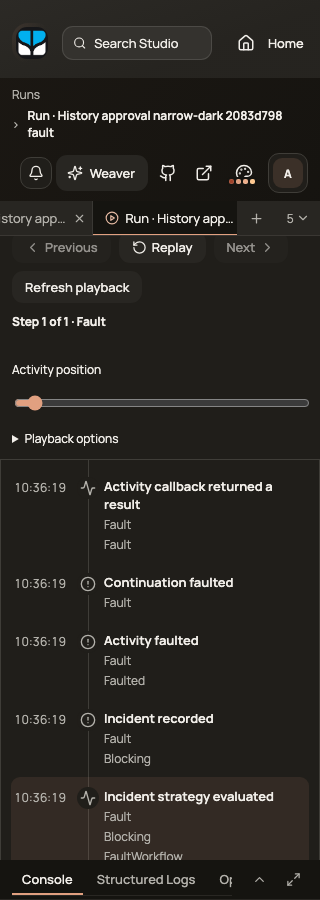 Search Studio
Home
Runs
Run · History approval narrow-dark 2083d798
fault
Weaver
A
story app...
Run · History app...
5
Previous
Replay
Next
Refresh playback
Step 1 of 1 · Fault
Activity position
Playback options
10:36:19
Activity callback returned a
result
Fault
Fault
10:36:19
Continuation faulted
Fault
10:36:19
Activity faulted
Fault
Faulted
10:36:19
Incident recorded
Fault
Blocking
10:36:19
Incident strategy evaluated
Fault
Blocking
FaultWorkflow
Console
Structured Logs